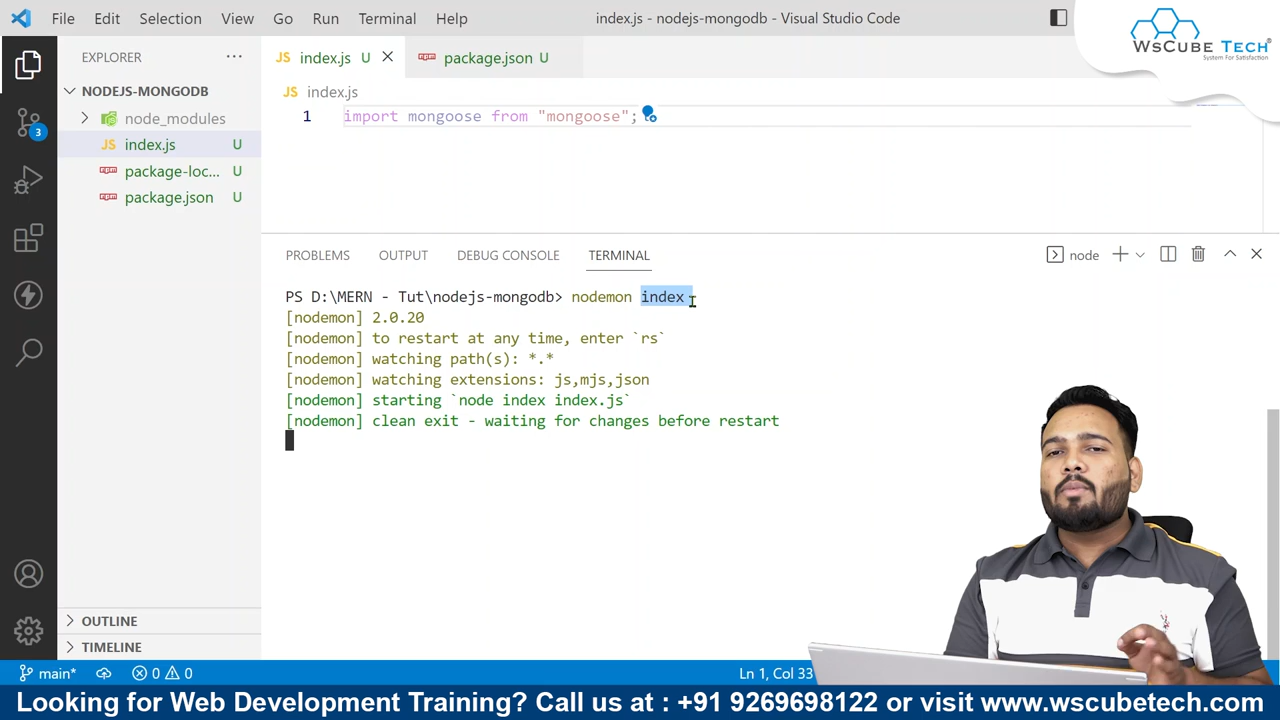 File Edit Selection View Go Run Terminal Help
index.js - nodejs-mongodb - Visual Studio Code
WsCube Tech®
System For Satisfaction
EXPLORER ...
JS index.js U
package.json U
NODEJS-MONGODB
node_modules
JS index.js U
package-loc... U
package.json U
JS index.js
1 import mongoose from "mongoose";
3
PROBLEMS OUTPUT DEBUG CONSOLE TERMINAL
node
PS D:\MERN - Tut\nodejs-mongodb> nodemon index
[nodemon] 2.0.20
[nodemon] to restart at any time, enter `rs`
[nodemon] watching path(s): *.*
[nodemon] watching extensions: js,mjs,json
[nodemon] starting `node index index.js`
[nodemon] clean exit - waiting for changes before restart
OUTLINE
TIMELINE
main* 0 0 Ln 1, Col 33
Looking for Web Development Training? Call us at : +91 9269698122 or visit www.wscubetech.com